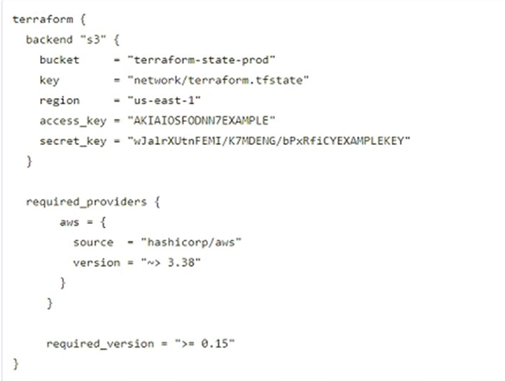 terraform {
  backend "s3" {
    bucket     = "terraform-state-prod"
    key        = "network/terraform.tfstate"
    region     = "us-east-1"
    access_key = "AKIAIOSFODNN7EXAMPLE"
    secret_key = "wJalrXUtnFEMI/K7MDENG/bPxRfiCYEXAMPLEKEY"
  }
  required_providers {
       aws = {
         source  = "hashicorp/aws"
         version = "~> 3.38"
       }
     }
     required_version = ">= 0.15"
}